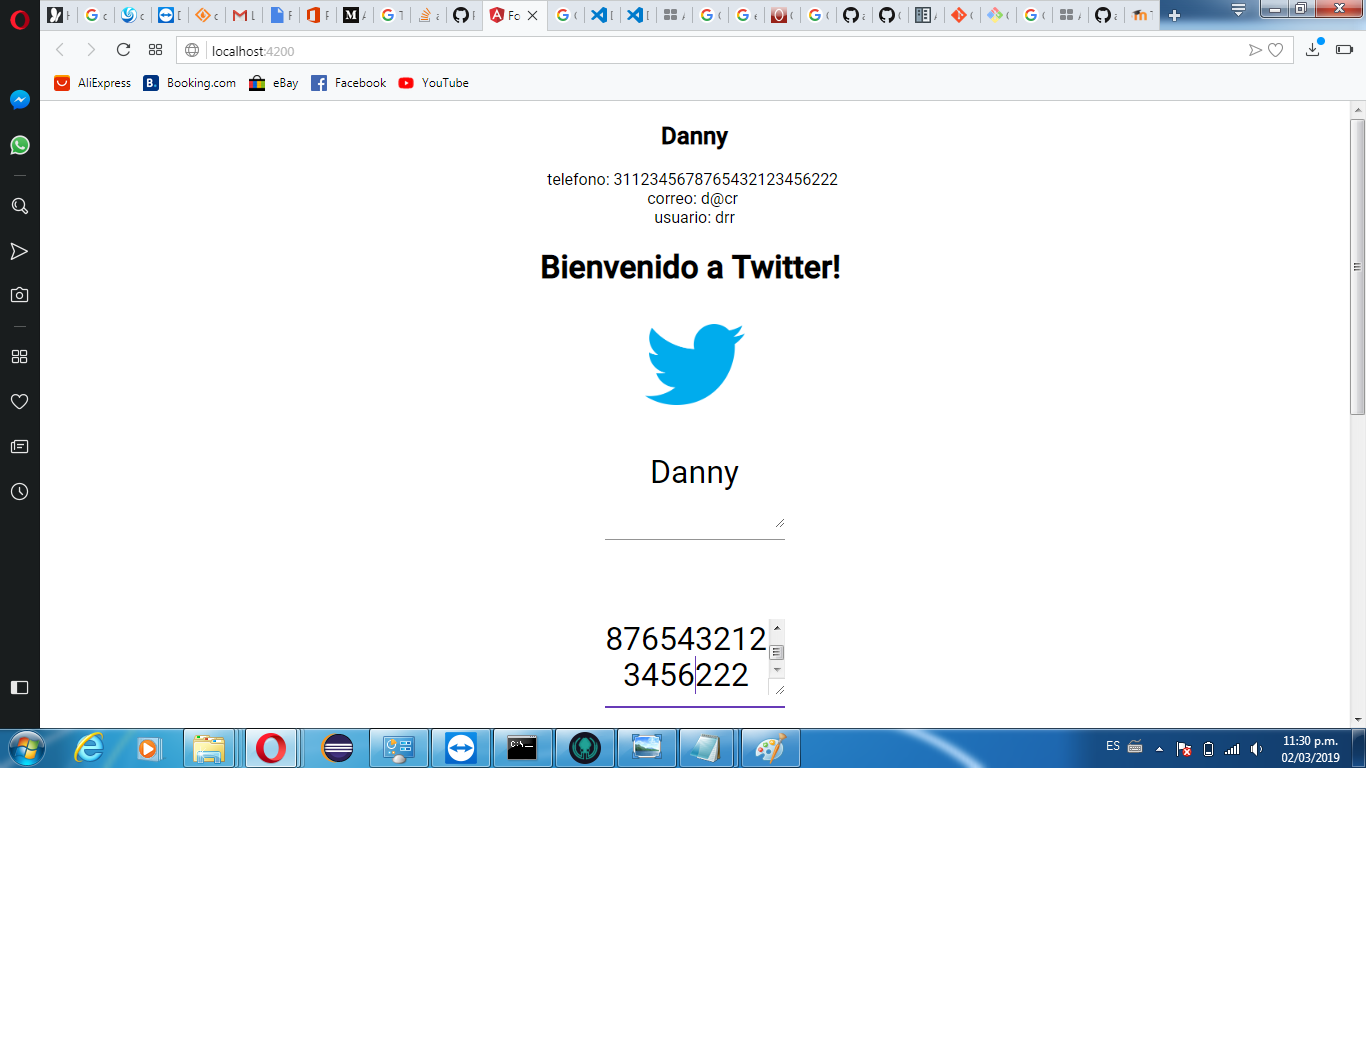 Fo
localhost:4200
AliExpress
Booking.com
eBay
Facebook
YouTube
Danny
telefono: 3112345678765432123456222
correo: d@cr
usuario: drr
Bienvenido a Twitter!
Danny
876543212
3456222
ES
11:30 p.m.
02/03/2019